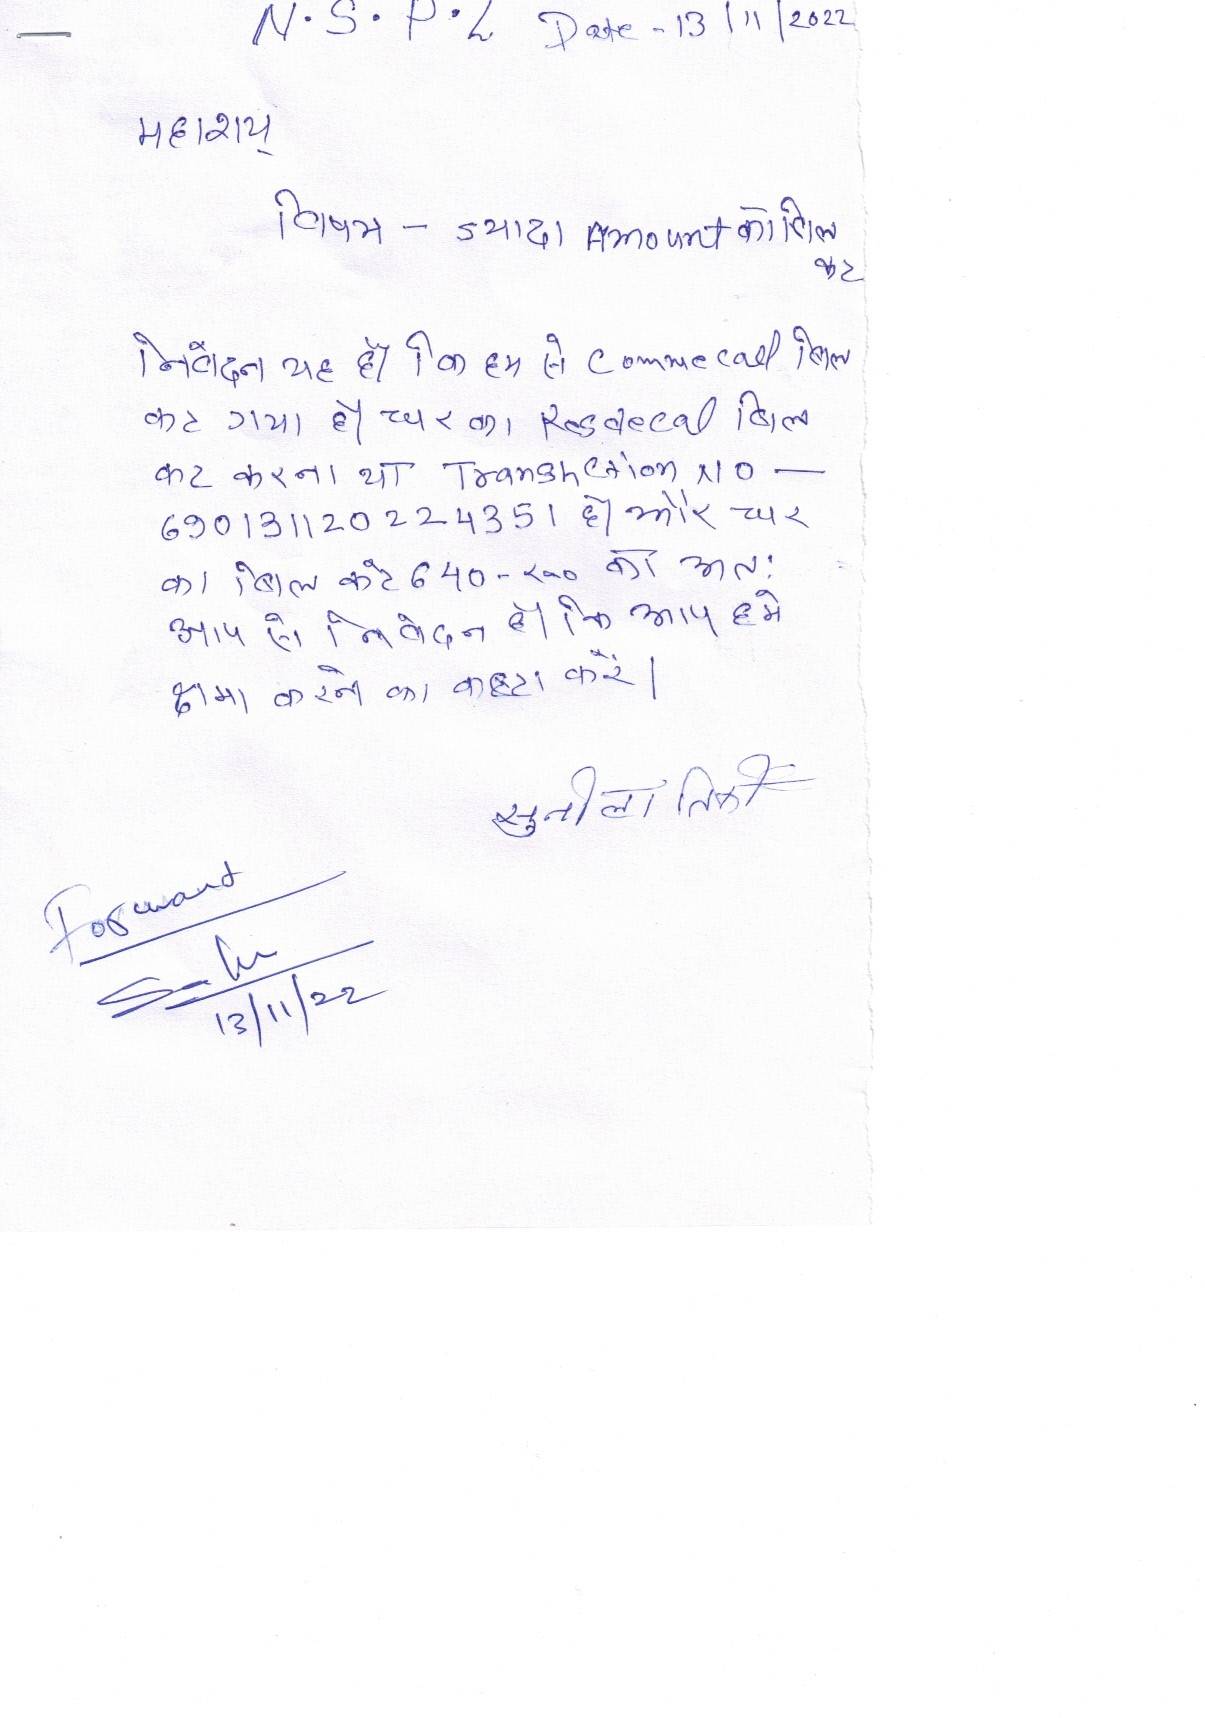 N.S.P.L Date - 13/11/2022
महाशय्
विषय - ज्यादा Amount को बिल
कट
निवेदन यह है कि हम से Commecall बिल
कट गया है घर का Resdecal बिल
कट करना था Transhction NO —
690131120224351 है और घर
का बिल कटे 640-२०० को अतः
आप से निवेदन है कि आप हमे
क्षमा करने का कष्टा करें।
सुनीला तिर्की
Forward
13/11/22